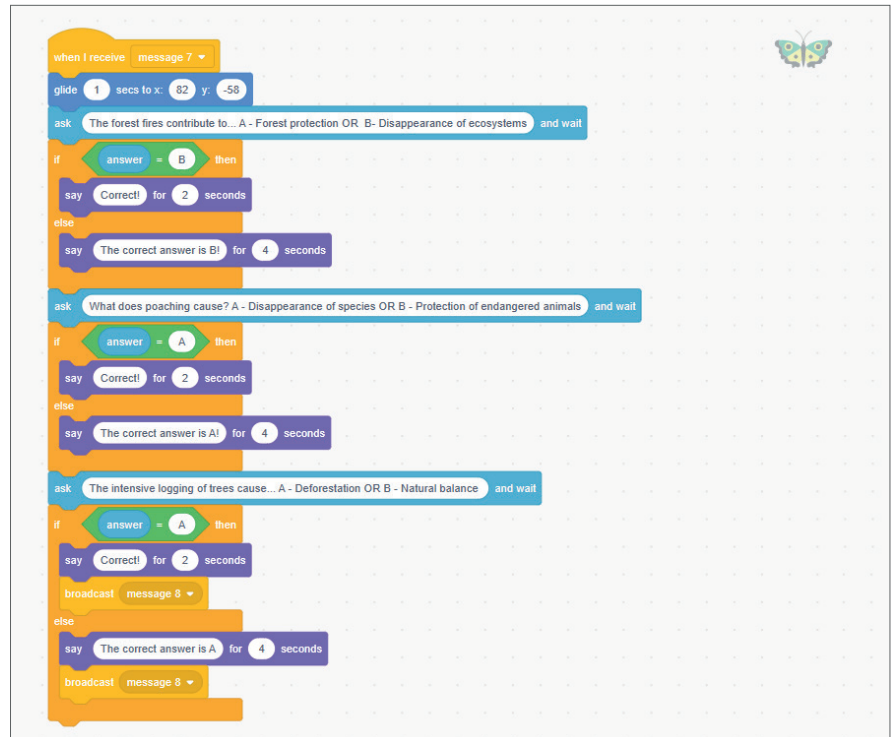 when I receive message 7
glide 1 secs to x: 82 y: -58
ask The forest fires contribute to... A - Forest protection OR B- Disappearance of ecosystems and wait
if answer = B then
say Correct! for 2 seconds
else
say The correct answer is B! for 4 seconds
ask What does poaching cause? A - Disappearance of species OR B - Protection of endangered animals and wait
if answer = A then
say Correct! for 2 seconds
else
say The correct answer is A! for 4 seconds
ask The intensive logging of trees cause... A - Deforestation OR B - Natural balance and wait
if answer = A then
say Correct! for 2 seconds
broadcast message 8
else
say The correct answer is A for 4 seconds
broadcast message 8